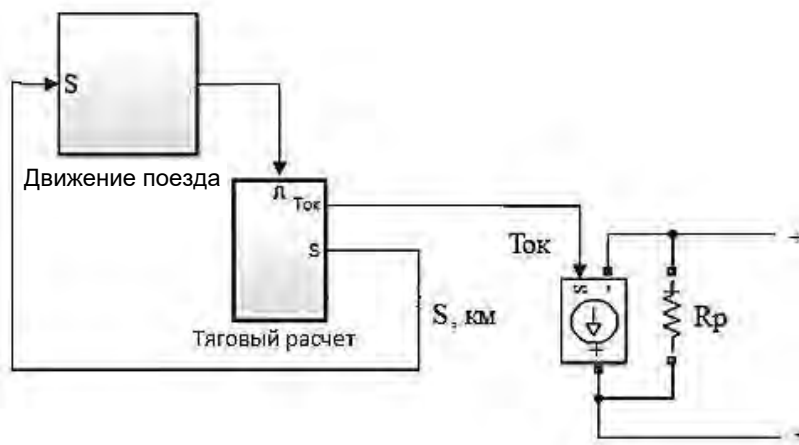 S
Движение поезда
Ток
S
Тяговый расчет
S, км
Ток
s
-
+
+
Rp